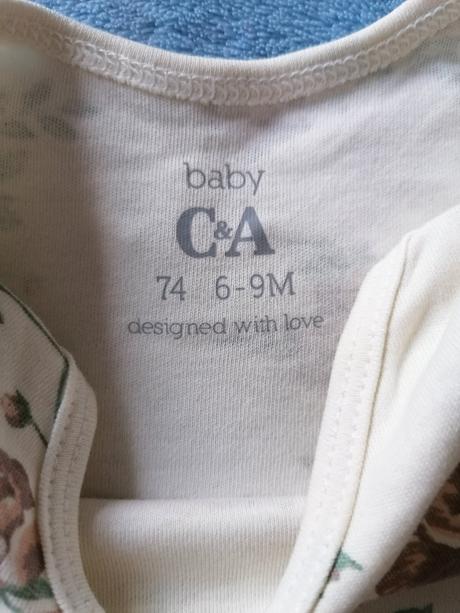 baby
C&A
74 6-9M
designed with love